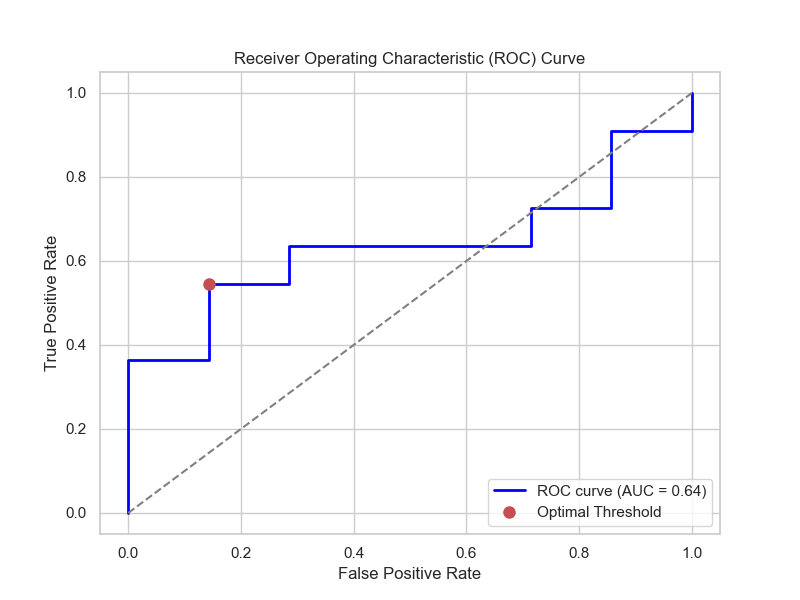 Receiver Operating Characteristic (ROC) Curve
1.0
0.8
0.6
0.4
0.2
0.0
True Positive Rate
0.0 0.2 0.4 0.6 0.8 1.0
False Positive Rate
ROC curve (AUC = 0.64)
Optimal Threshold